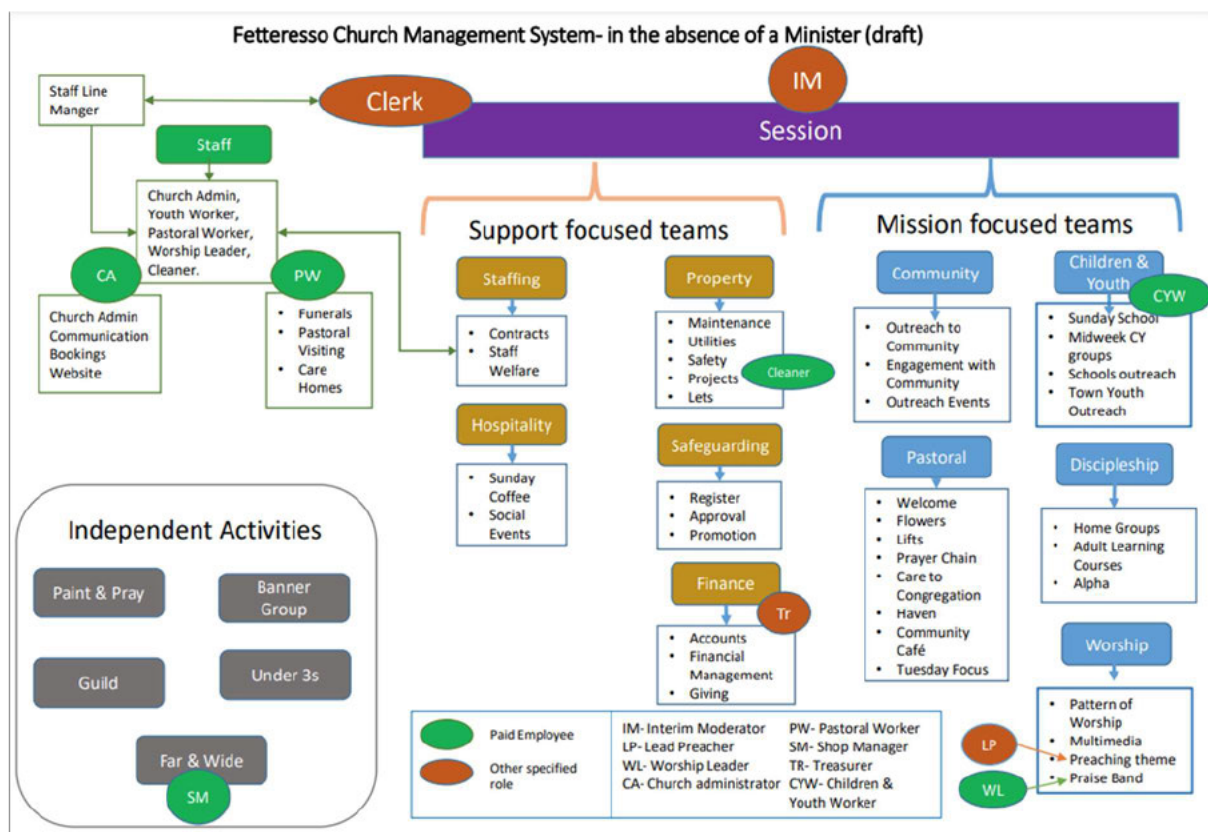 Fetteresso Church Management System- in the absence of a Minister (draft)
Staff Line
Manger
Clerk
IM
Session
Staff
Church Admin,
Youth Worker,
Pastoral Worker,
Worship Leader,
Cleaner.
CA
PW
Church Admin
Communication
Bookings
Website
• Funerals
• Pastoral
Visiting
• Care
Homes
Support focused teams
Staffing
• Contracts
• Staff
Welfare
Hospitality
• Sunday
Coffee
• Social
Events
Property
• Maintenance
• Utilities
• Safety
• Projects
• Lets
Cleaner
Safeguarding
• Register
• Approval
• Promotion
Finance
Tr
• Accounts
• Financial
Management
• Giving
Mission focused teams
Community
• Outreach to
Community
• Engagement with
Community
• Outreach Events
Pastoral
• Welcome
• Flowers
• Lifts
• Prayer Chain
• Care to
Congregation
• Haven
• Community
Café
• Tuesday Focus
Children &
Youth
CYW
• Sunday School
• Midweek CY
groups
• Schools outreach
• Town Youth
Outreach
Discipleship
• Home Groups
• Adult Learning
Courses
• Alpha
Worship
• Pattern of
Worship
• Multimedia
• Preaching theme
• Praise Band
LP
WL
Independent Activities
Paint & Pray
Banner
Group
Guild
Under 3s
Far & Wide
SM
Paid Employee
Other specified
role
IM- Interim Moderator
LP- Lead Preacher
WL- Worship Leader
CA- Church administrator
PW- Pastoral Worker
SM- Shop Manager
TR- Treasurer
CYW- Children &
Youth Worker